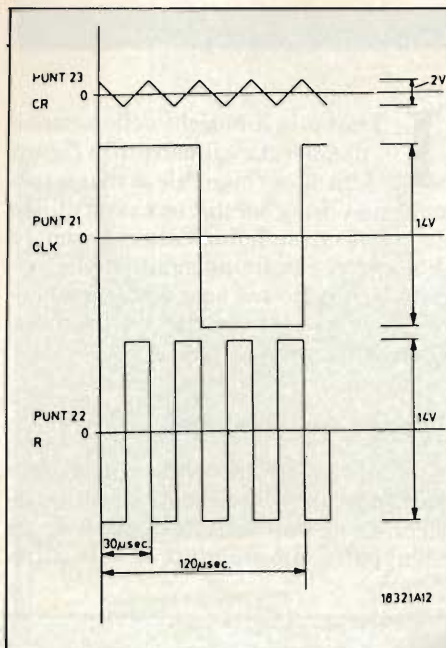 PUNT 23
CR
0
2V
PUNT 21
CLK
0
14V
PUNT 22
R
0
14V
30µsec.
120µsec.
18321A12